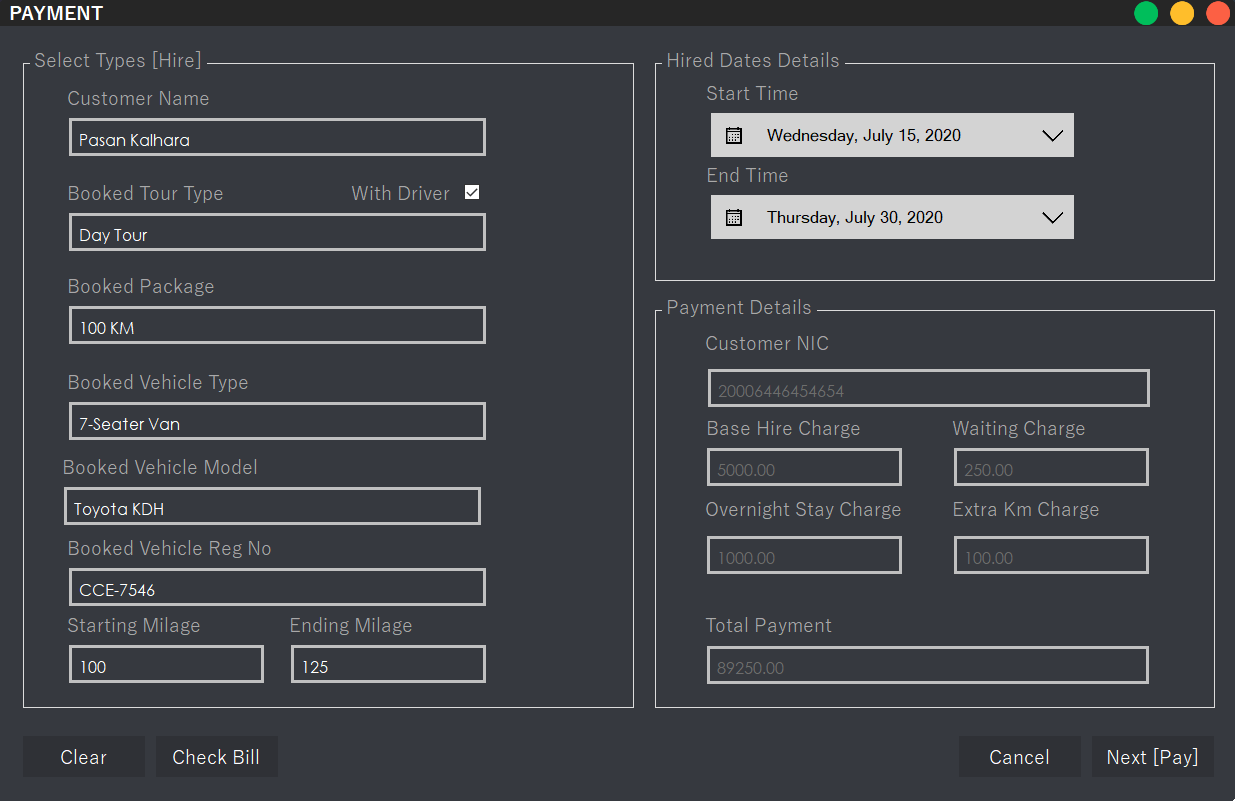 PAYMENT
Select Types [Hire]
Customer Name
Pasan Kalhara
Booked Tour Type
With Driver
Day Tour
Booked Package
100 KM
Booked Vehicle Type
7-Seater Van
Booked Vehicle Model
Toyota KDH
Booked Vehicle Reg No
CCE-7546
Starting Milage
Ending Milage
100
125
Hired Dates Details
Start Time
Wednesday, July 15, 2020
End Time
Thursday, July 30, 2020
Payment Details
Customer NIC
20006446454654
Base Hire Charge
Waiting Charge
5000.00
250.00
Overnight Stay Charge
Extra Km Charge
1000.00
100.00
Total Payment
89250.00
Clear
Check Bill
Cancel
Next [Pay]